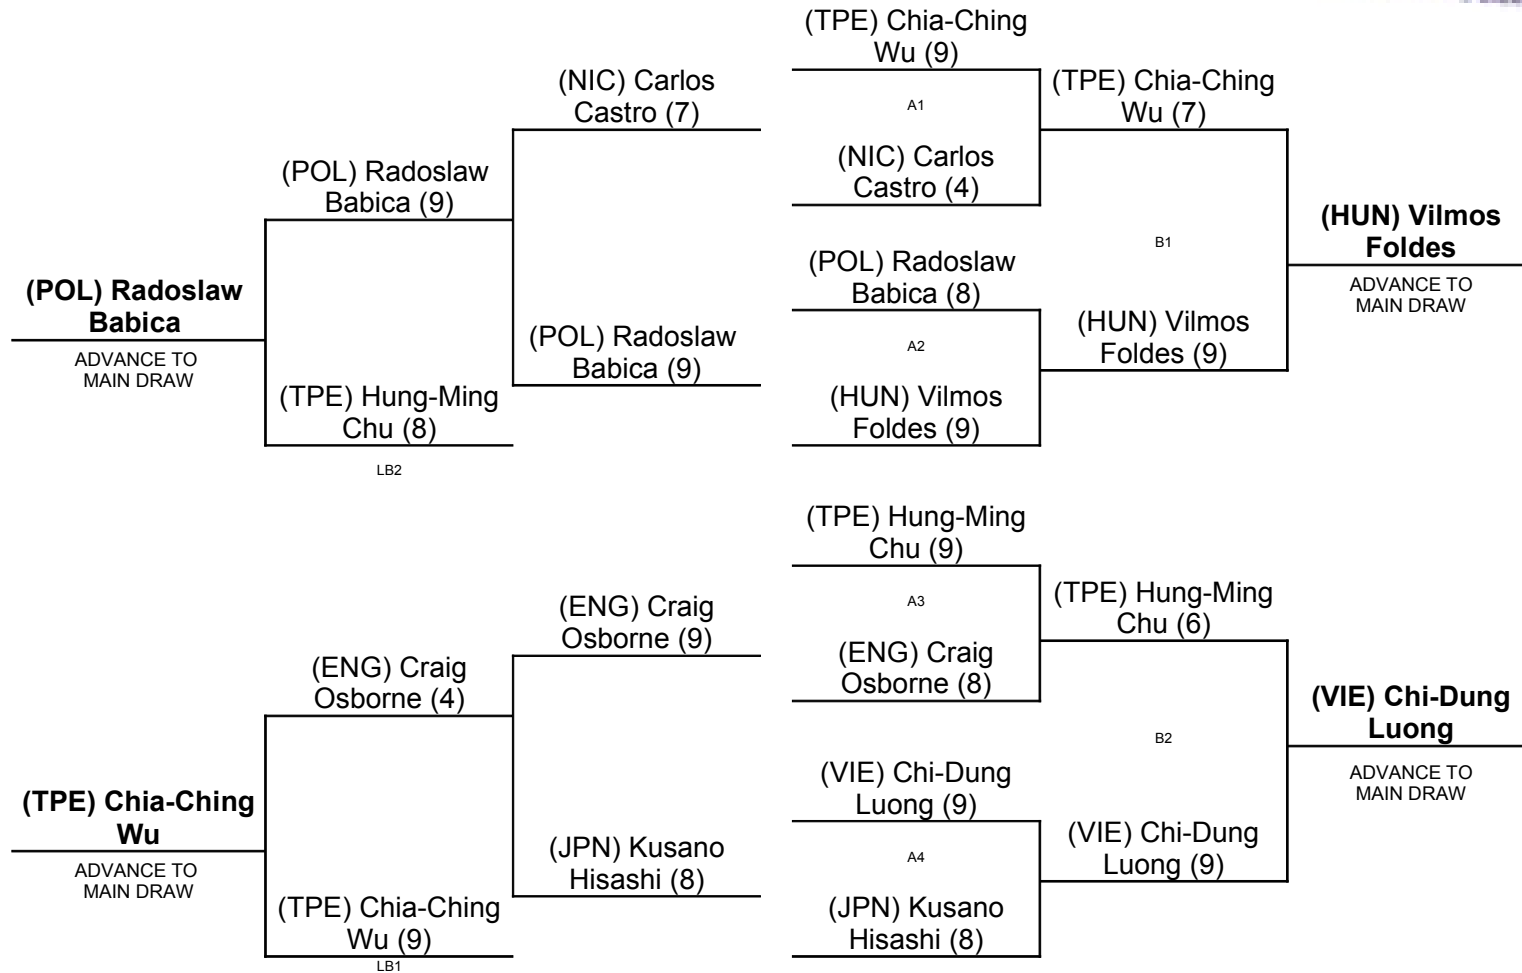 (TPE) Chia-Ching
Wu (9)
(NIC) Carlos
Castro (7)
(TPE) Chia-Ching
Wu (7)
A1
(NIC) Carlos
Castro (4)
(POL) Radoslaw
Babica (9)
(HUN) Vilmos
Foldes
B1
(POL) Radoslaw
Babica (8)
ADVANCE TO
MAIN DRAW
(POL) Radoslaw
Babica
(HUN) Vilmos
Foldes (9)
(POL) Radoslaw
Babica (9)
A2
ADVANCE TO
MAIN DRAW
(TPE) Hung-Ming
Chu (8)
(HUN) Vilmos
Foldes (9)
LB2
(TPE) Hung-Ming
Chu (9)
(ENG) Craig
Osborne (9)
A3
(TPE) Hung-Ming
Chu (6)
(ENG) Craig
Osborne (8)
(ENG) Craig
Osborne (4)
(VIE) Chi-Dung
Luong
B2
(VIE) Chi-Dung
Luong (9)
ADVANCE TO
MAIN DRAW
(TPE) Chia-Ching
Wu
(VIE) Chi-Dung
Luong (9)
(JPN) Kusano
Hisashi (8)
A4
ADVANCE TO
MAIN DRAW
(TPE) Chia-Ching
Wu (9)
(JPN) Kusano
Hisashi (8)
LB1